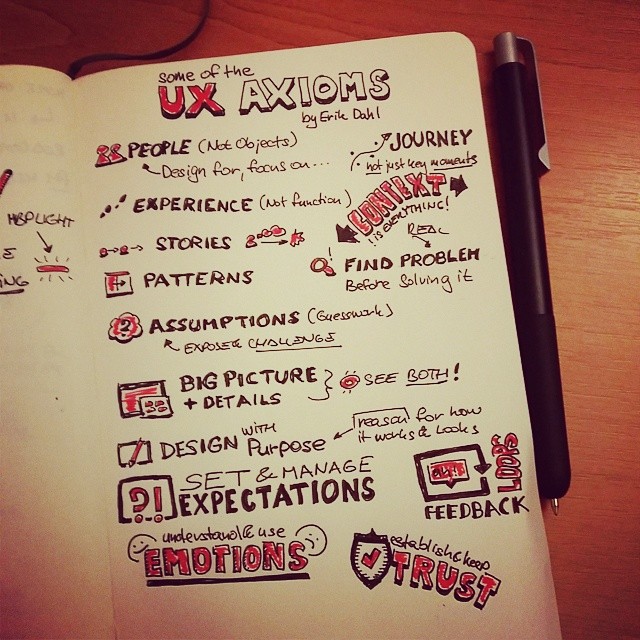 some of the
UX AXIOMS
by Erik Dahl
PEOPLE (Not Objects)
Design for, focus on...
JOURNEY
not just key moments
EXPERIENCE (Not function)
CONTEXT
IS EVERYTHING!
STORIES
PATTERNS
REAL
FIND PROBLEM
Before Solving it
ASSUMPTIONS (Guesswork)
EXPOSE & CHALLENGE
BIG PICTURE
+ DETAILS
SEE BOTH!
DESIGN WITH Purpose
reason for how
it works & looks
?!
SET & MANAGE
EXPECTATIONS
LOOPS
FEEDBACK
understand & use
EMOTIONS
establish & keep
TRUST